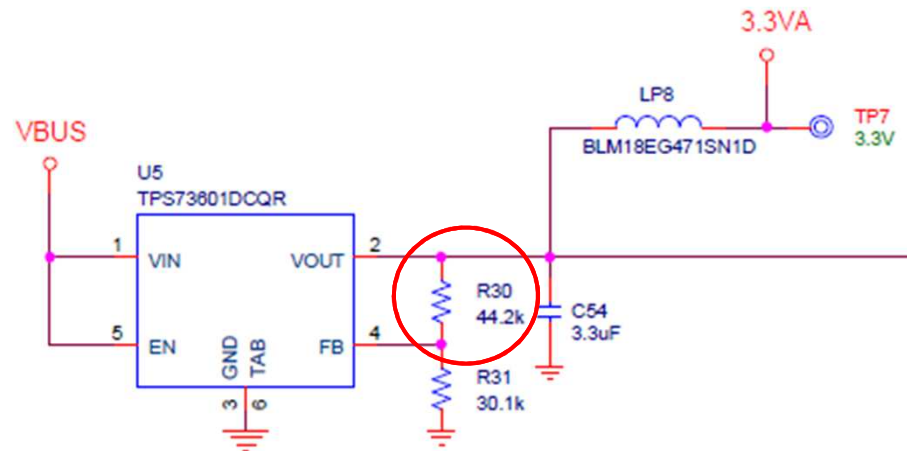 3.3VA
LP8
BLM18EG471SN1D
TP7
3.3V
VBUS
U5
TPS73601DCQR
1
VIN
VOUT
2
5
EN
GND
TAB
FB
4
3
6
R30
44.2k
C54
3.3uF
R31
30.1k